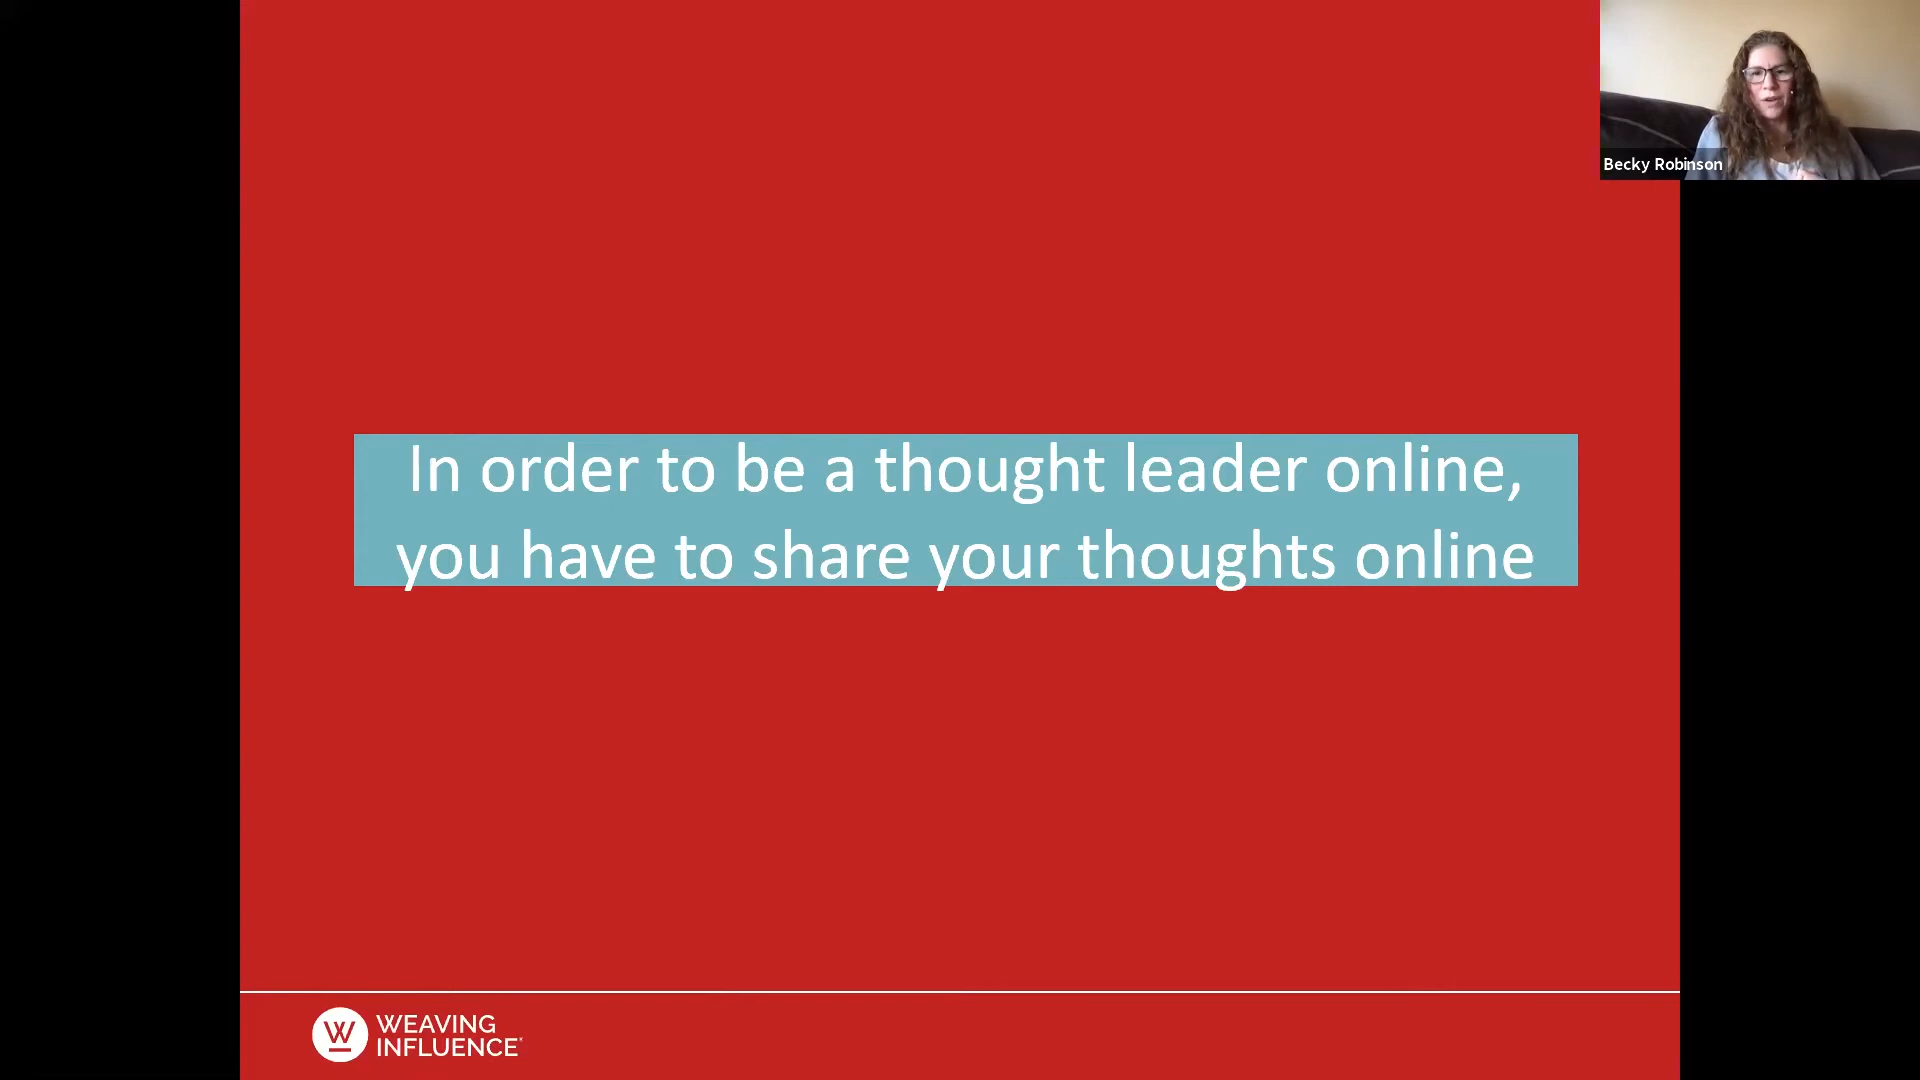 Becky Robinson
In order to be a thought leader online,
you have to share your thoughts online
W
WEAVING
INFLUENCE